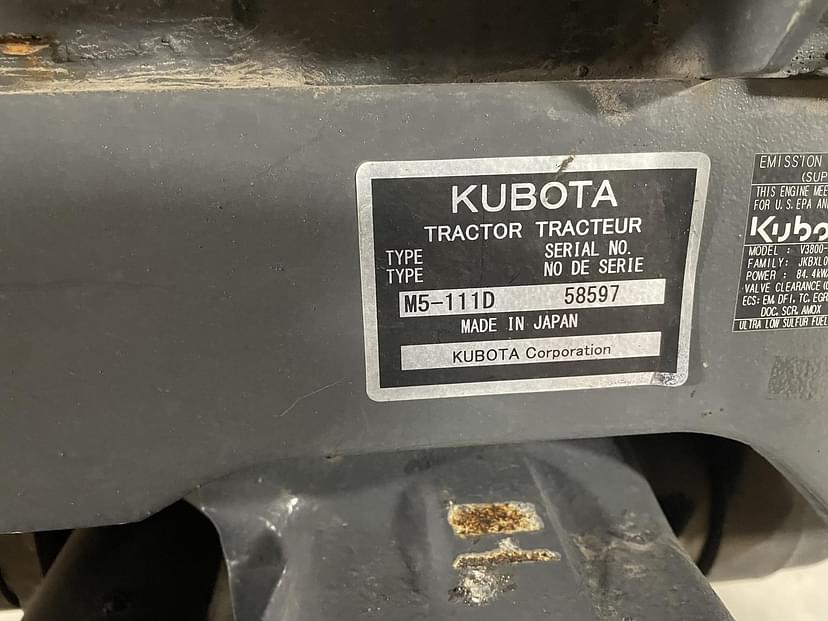 KUBOTA
TRACTOR TRACTEUR
TYPE SERIAL NO.
TYPE NO DE SERIE
M5-111D 58597
MADE IN JAPAN
KUBOTA Corporation
EMISSION
(SUP
THIS ENGINE MEE
FOR U.S. EPA AN
Kubo
MODEL : V3800-
FAMILY: JKBXL0
POWER : 84.4kW
VALVE CLEARANCE(
ECS: EM, DFI, TC, EGR
DOC, SCR, AMOX
ULTRA LOW SULFUR FUEL